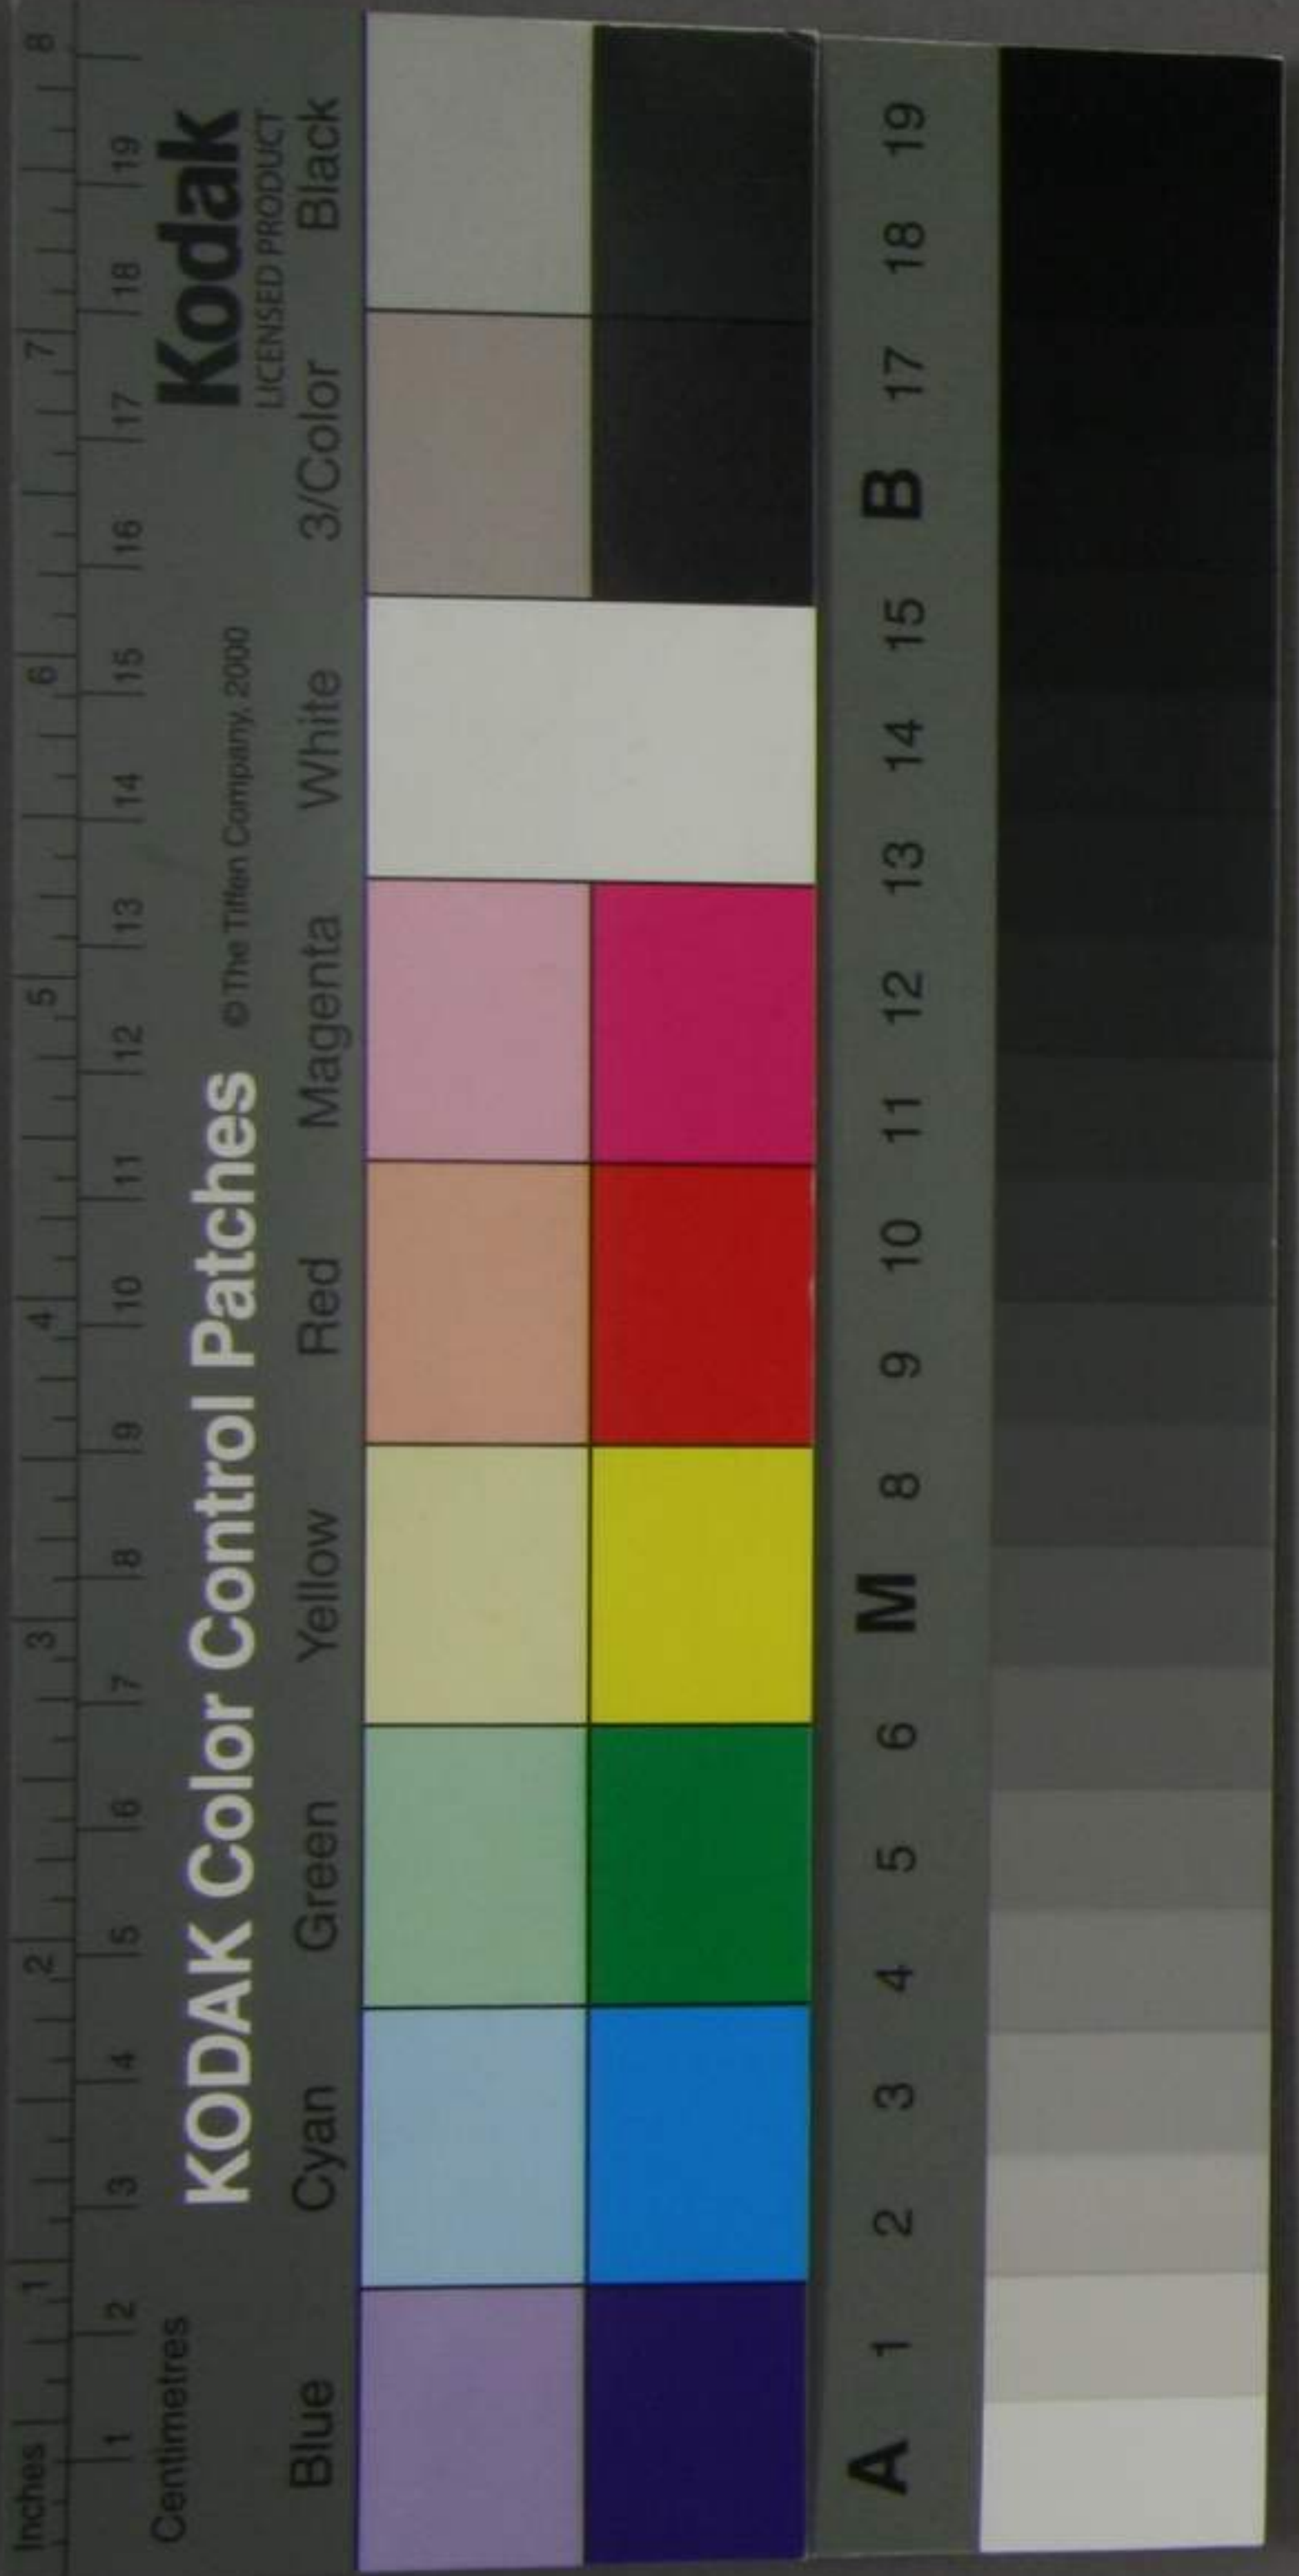 Inches 1 2 3 4 5 6 7 8
1 2 3 4 5 6 7 8 9 10 11 12 13 14 15 16 17 18 19
Centimetres
KODAK Color Control Patches © The Tiffen Company, 2000 Kodak
LICENSED PRODUCT
Blue Cyan Green Yellow Red Magenta White 3/Color Black
A 1 2 3 4 5 6 M 8 9 10 11 12 13 14 15 B 17 18 19